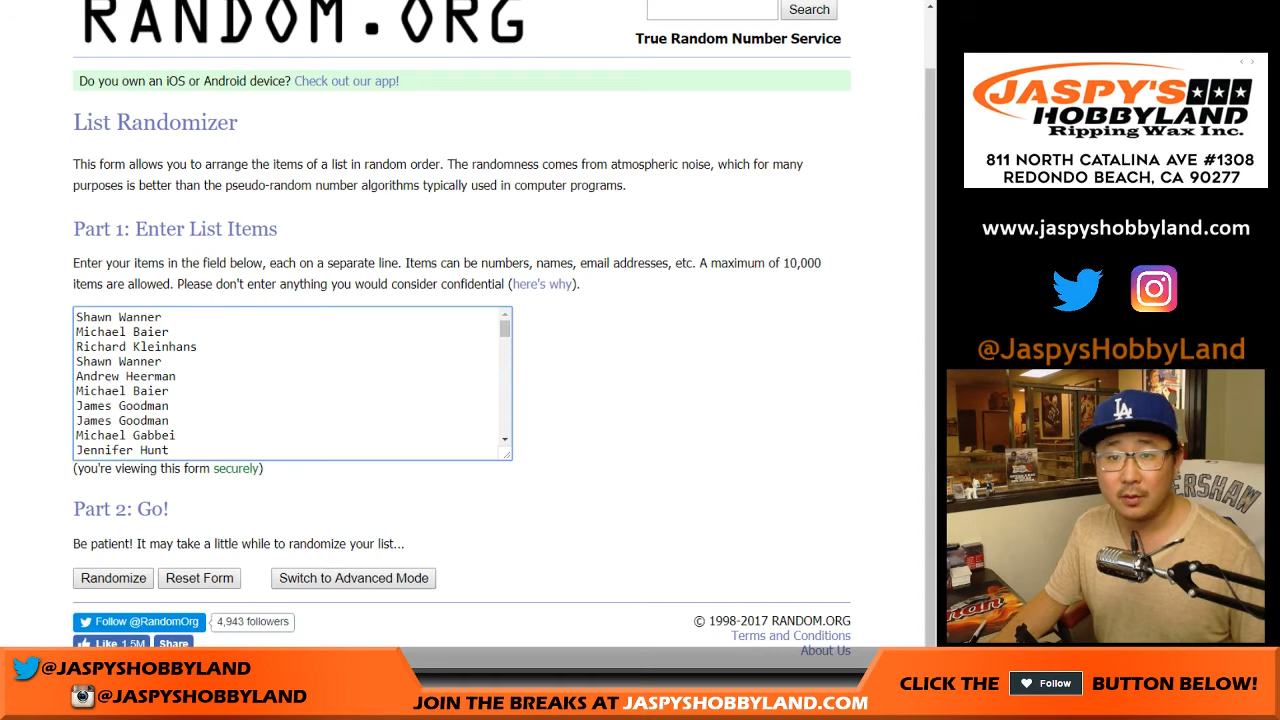 RANDOM.ORG
Search
True Random Number Service
Do you own an iOS or Android device? Check out our app!
List Randomizer
This form allows you to arrange the items of a list in random order. The randomness comes from atmospheric noise, which for many
purposes is better than the pseudo-random number algorithms typically used in computer programs.
Part 1: Enter List Items
Enter your items in the field below, each on a separate line. Items can be numbers, names, email addresses, etc. A maximum of 10,000
items are allowed. Please don't enter anything you would consider confidential (here's why).
Shawn Wanner
Michael Baier
Richard Kleinhans
Shawn Wanner
Andrew Heerman
Michael Baier
James Goodman
James Goodman
Michael Gabbei
Jennifer Hunt
(you're viewing this form securely)
Part 2: Go!
Be patient! It may take a little while to randomize your list...
Randomize
Reset Form
Switch to Advanced Mode
Follow @RandomOrg
4,943 followers
Like 1.5M
Share
© 1998-2017 RANDOM.ORG
Terms and Conditions
About Us
JASPY'S
HOBBYLAND
Ripping Wax Inc.
811 NORTH CATALINA AVE #1308
REDONDO BEACH, CA 90277
www.jaspyshobbyland.com
@JaspysHobbyLand
LA
ERSHAW
@JASPYSHOBBYLAND
@JASPYSHOBBYLAND
JOIN THE BREAKS AT JASPYSHOBBYLAND.COM
CLICK THE
Follow
BUTTON BELOW!